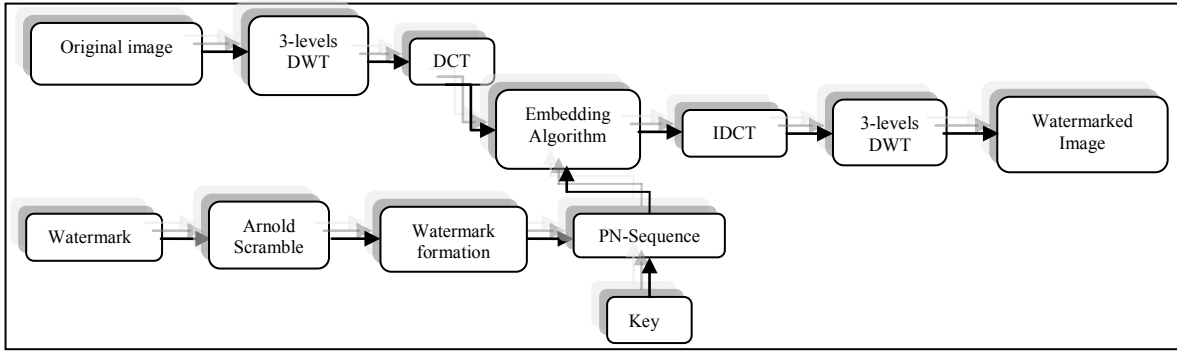 Original image
3-levels
DWT
DCT
Embedding
Algorithm
IDCT
3-levels
DWT
Watermarked
Image
Watermark
Arnold
Scramble
Watermark
formation
PN-Sequence
Key